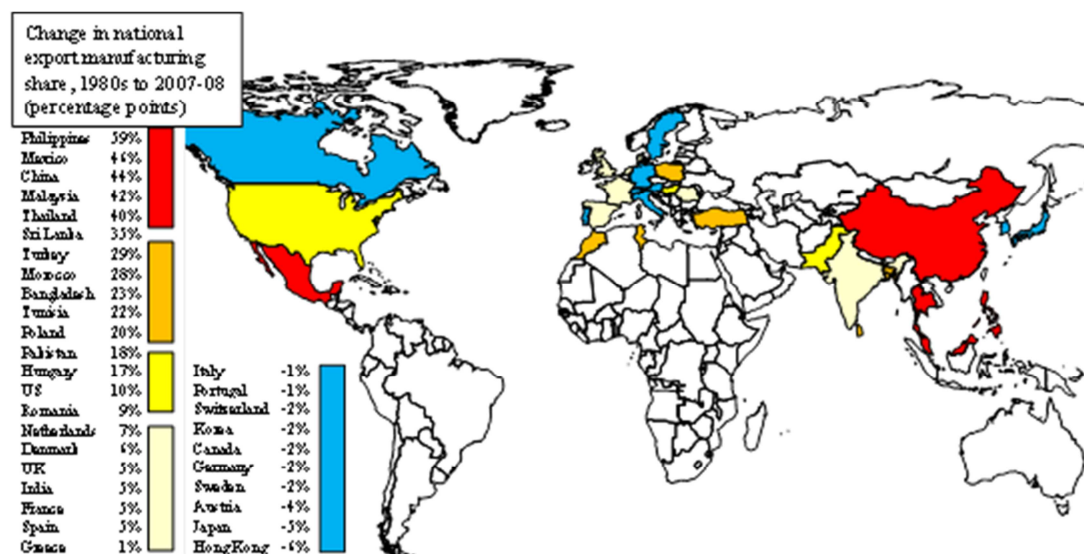 Change in national
export manufacturing
share, 1980s to 2007-08
(percentage points)
Philippines 59%
Mexico 46%
China 44%
Malaysia 42%
Thailand 40%
Sri Lanka 35%
Turkey 29%
Morocco 28%
Bangladesh 23%
Tunisia 22%
Poland 20%
Pakistan 18%
Hungary 17%
US 10%
Romania 9%
Netherlands 7%
Denmark 6%
UK 5%
India 5%
France 5%
Spain 5%
Greece 1%
Italy -1%
Portugal -1%
Switzerland -2%
Korea -2%
Canada -2%
Germany -2%
Sweden -2%
Austria -4%
Japan -5%
Hong Kong -6%